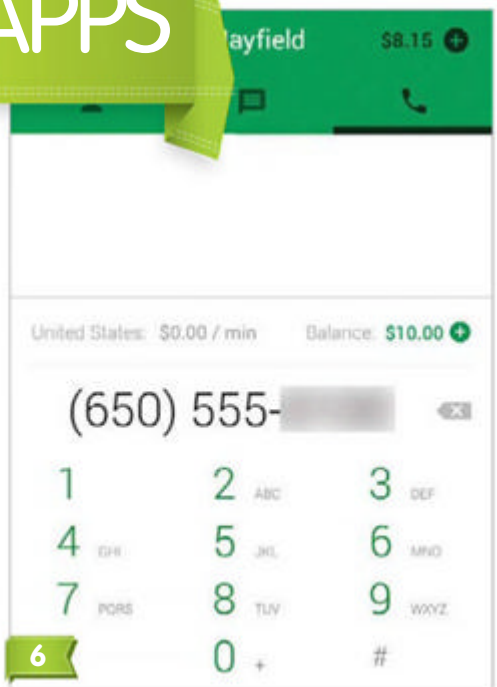 APPS
ayfield $8.15
United States: $0.00 / min Balance: $10.00
(650) 555-
1 2 ABC 3 DEF
4 GHI 5 JKL 6 MNO
7 PQRS 8 TUV 9 WXYZ
6 0 + #